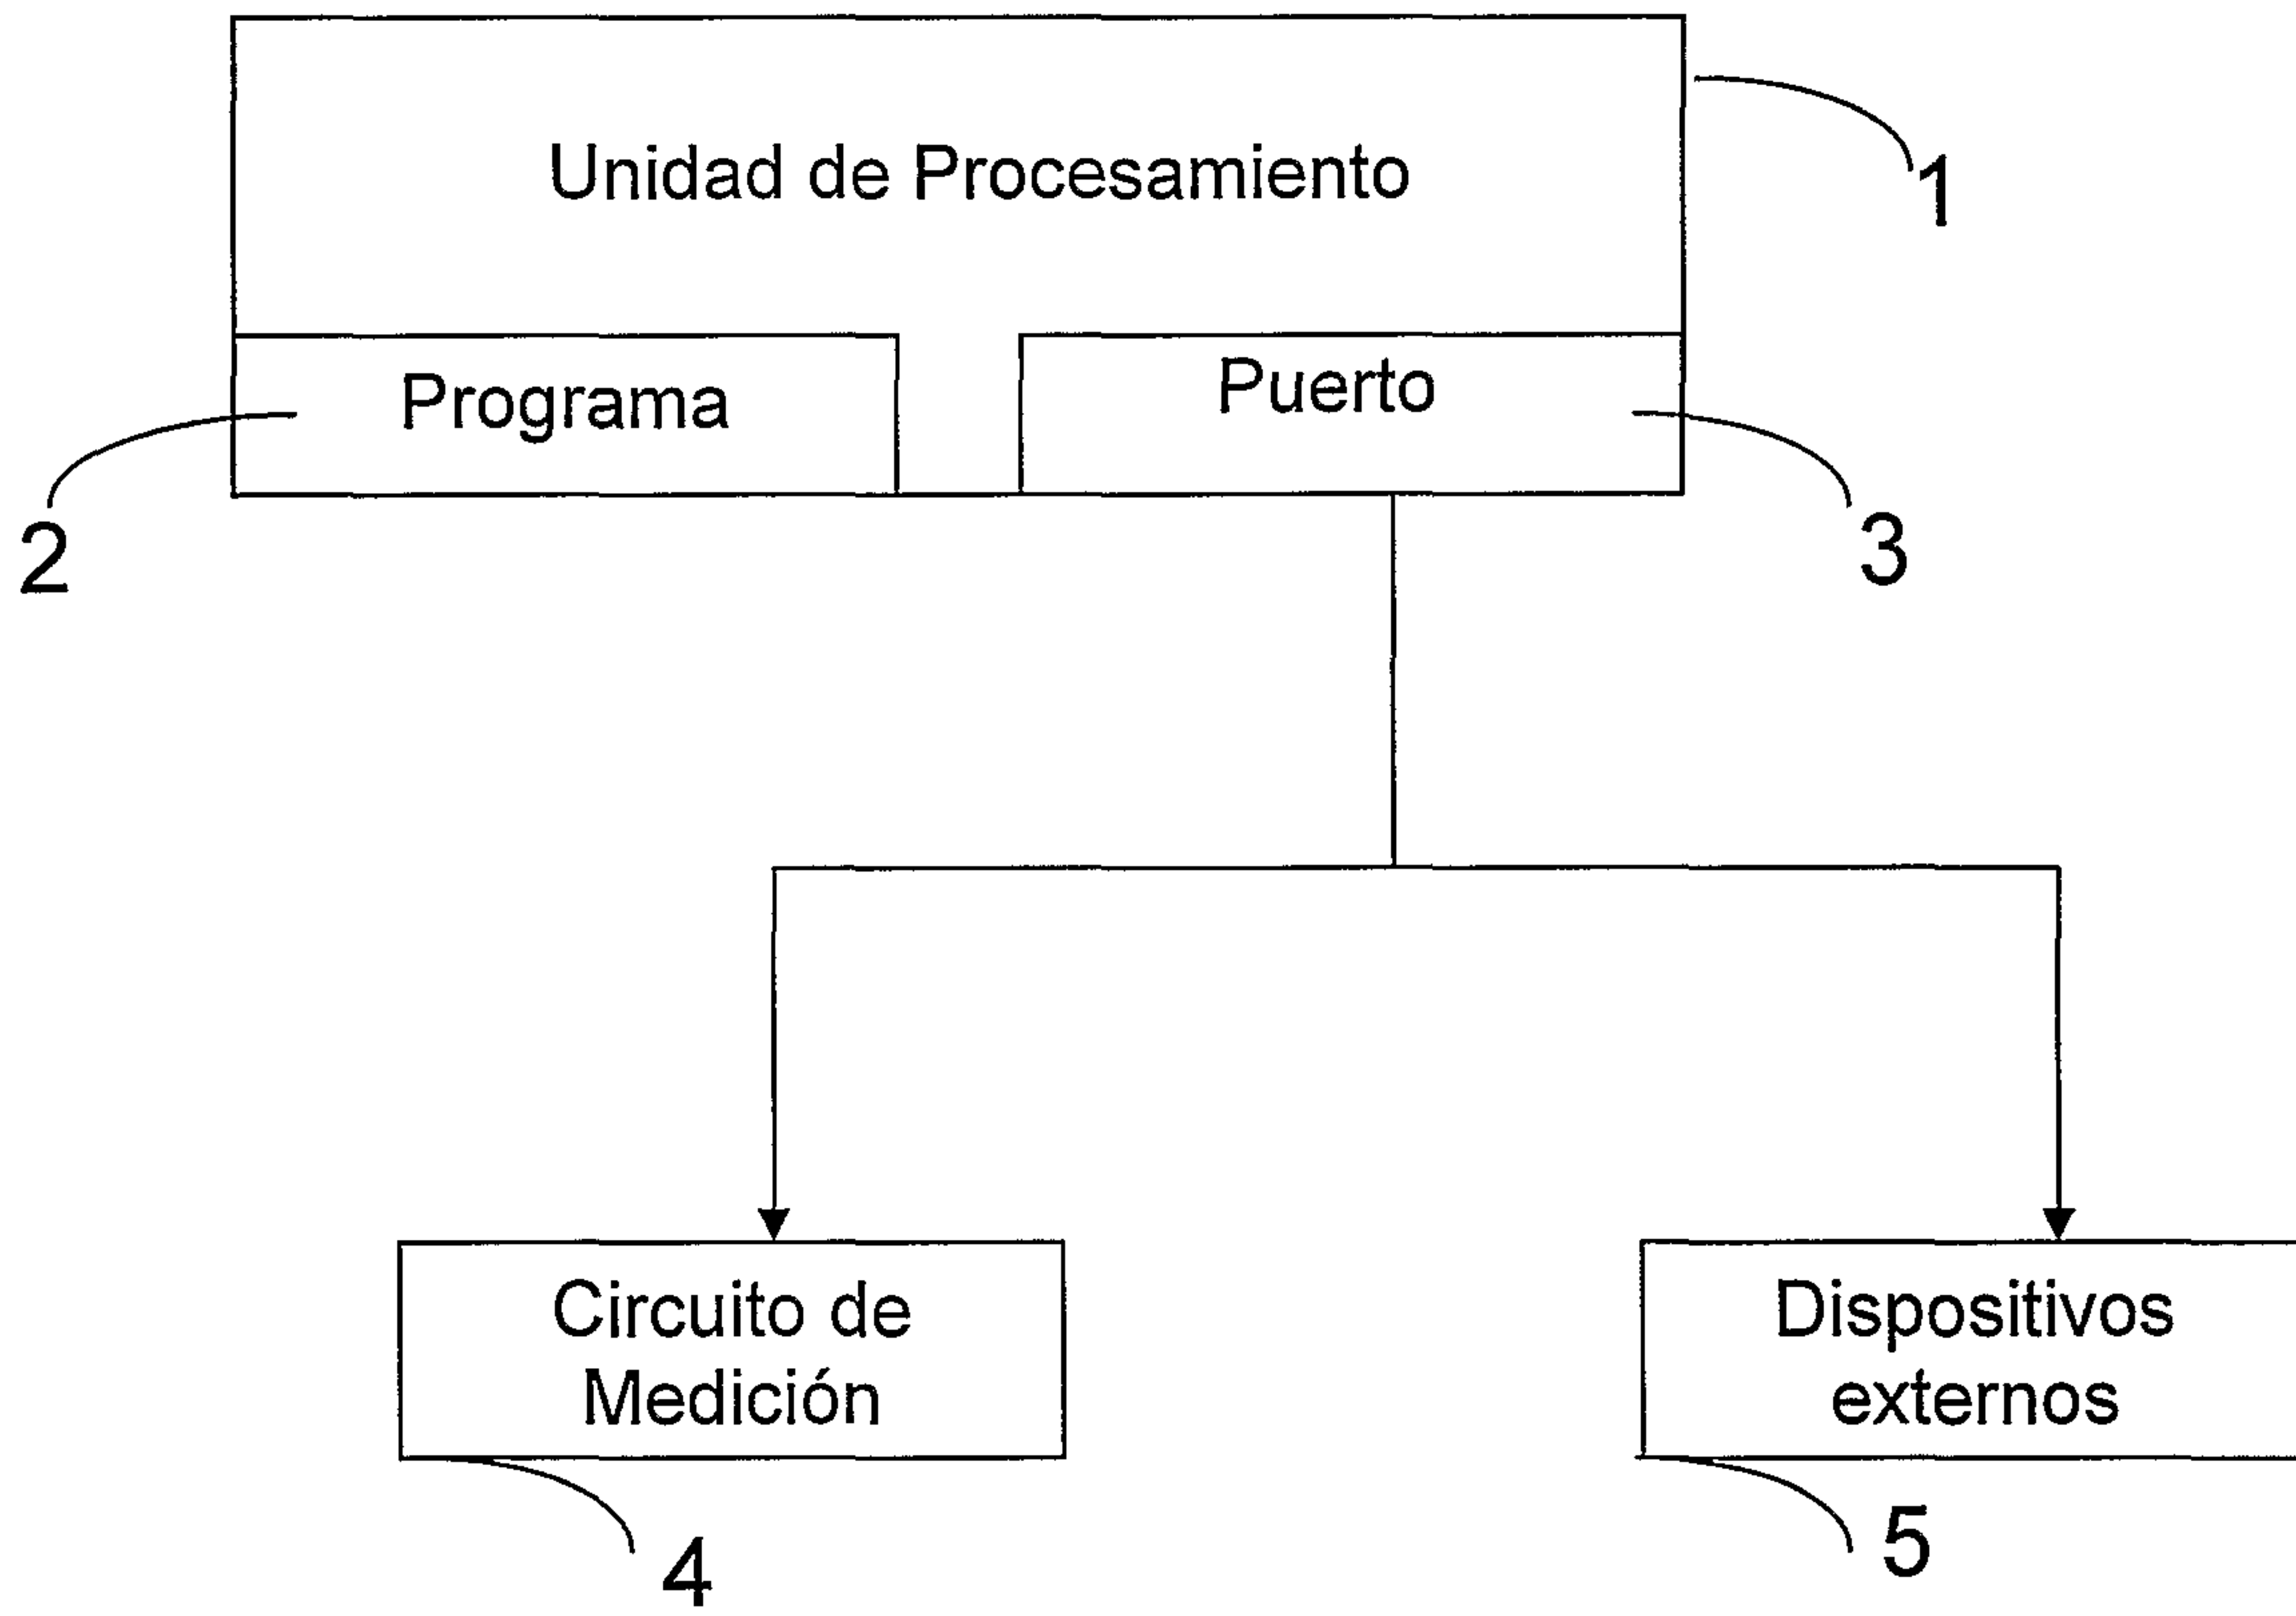 Unidad de Procesamiento
1
Programa
Puerto
2
3
Circuito de
Medición
Dispositivos
externos
4
5